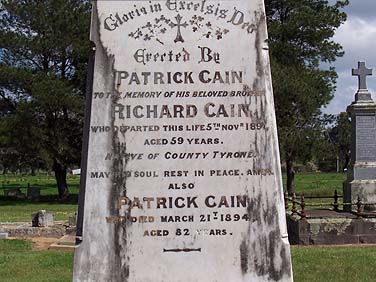 Gloria in Excelsis Deo
Erected By
PATRICK CAIN
TO THE MEMORY OF HIS BELOVED BROTHER
RICHARD CAIN
WHO DEPARTED THIS LIFE 5TH NOVR
AGED 59 YEARS.
NATIVE OF COUNTY TYRONE.
MAY HIS SOUL REST IN PEACE. AMEN
ALSO
PATRICK CAIN
WHO DIED MARCH 21ST 1894
AGED 82 YEARS.